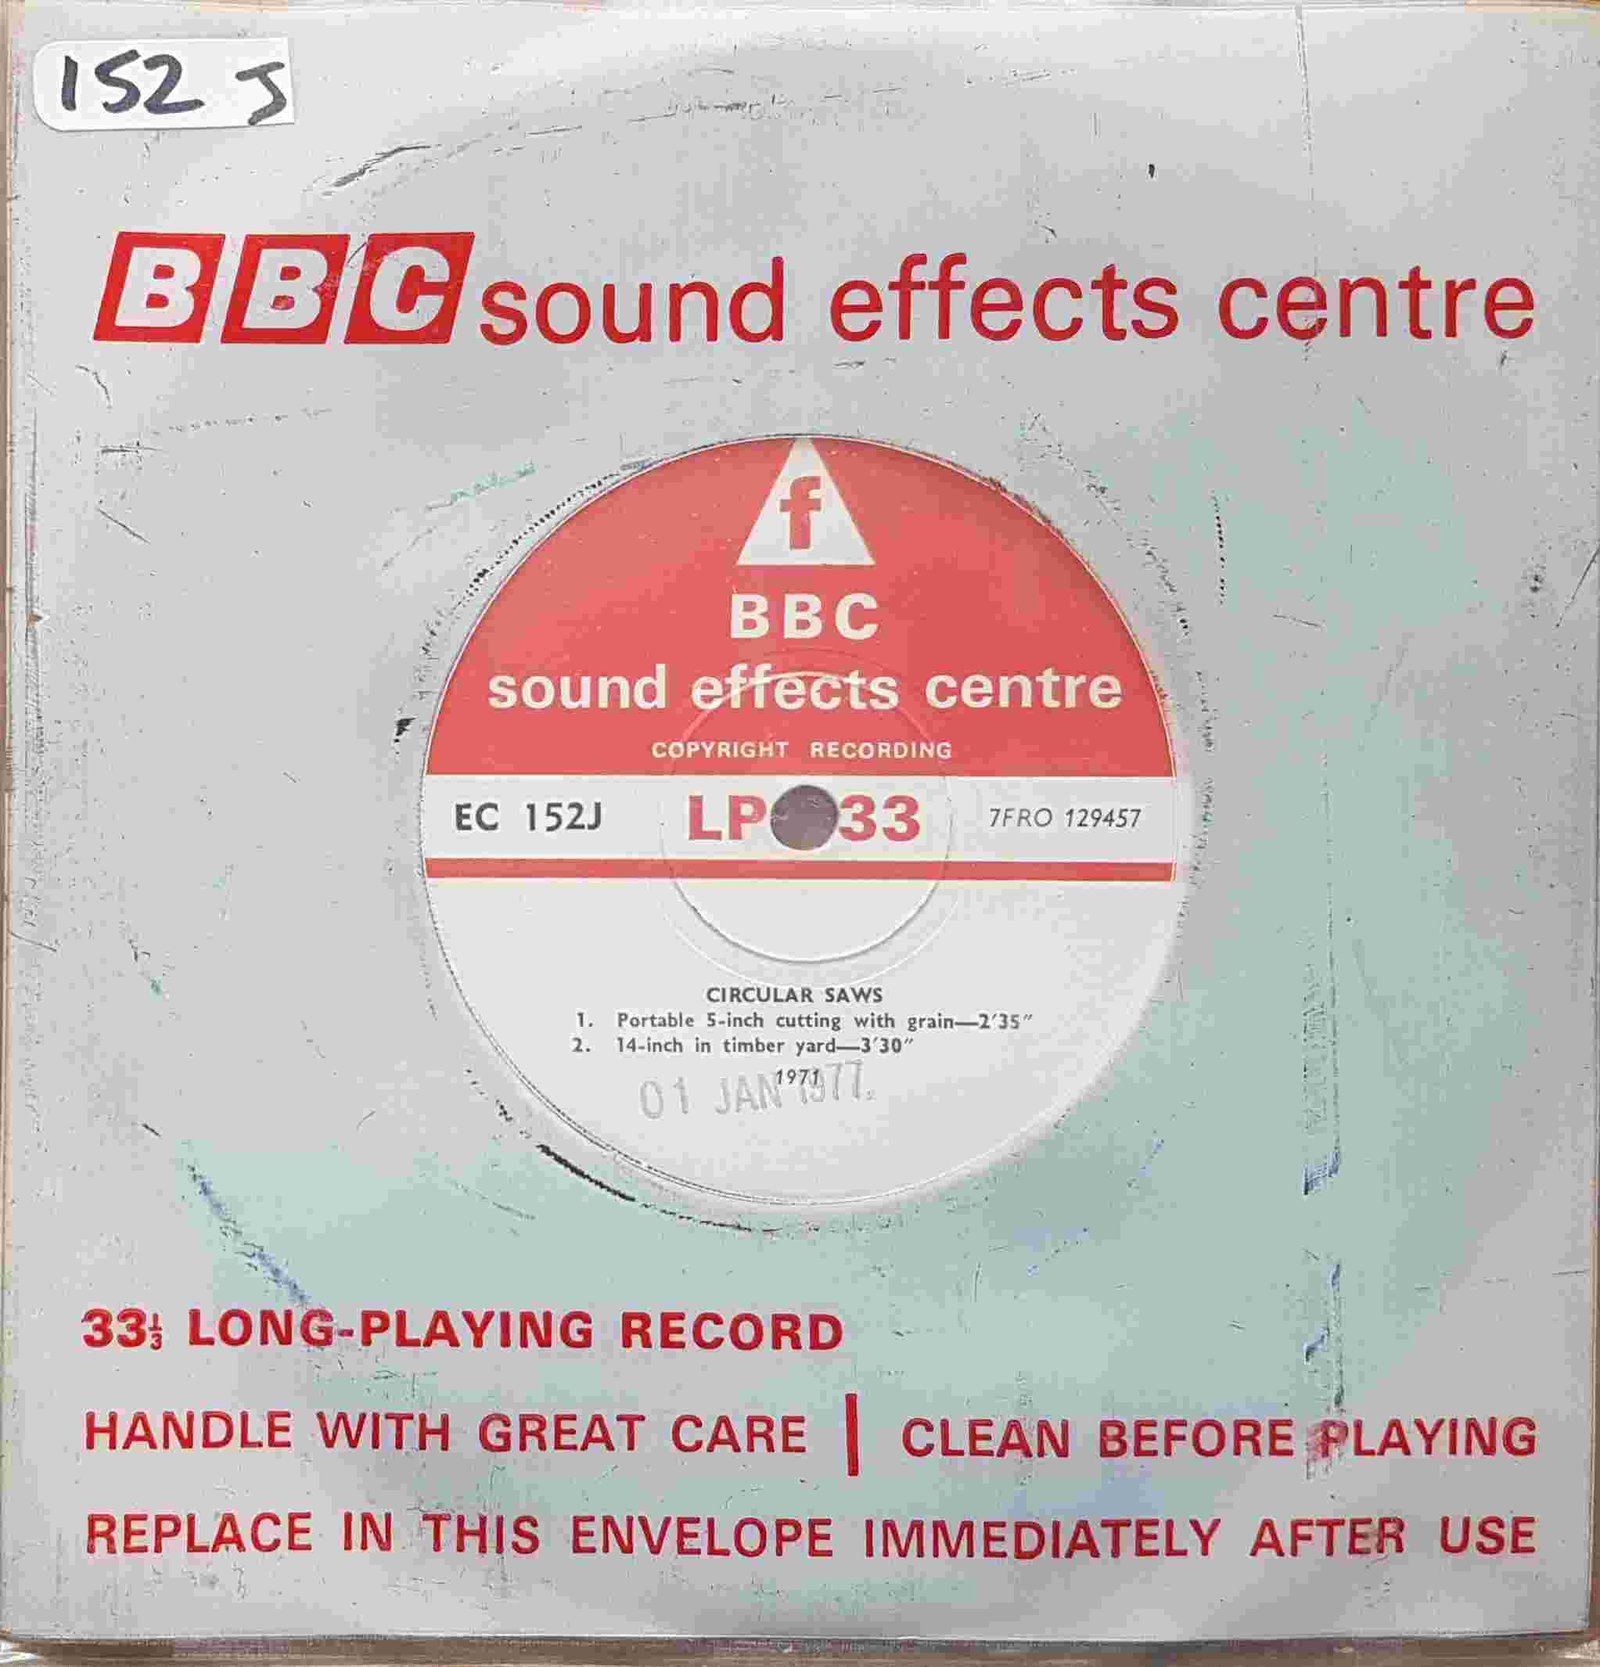 152 J
BBC sound effects centre
f
BBC
sound effects centre
COPYRIGHT RECORDING
EC 152J LP 33 7FRO 129457
CIRCULAR SAWS
1. Portable 5-inch cutting with grain—2′35″
2. 14-inch in timber yard—3′30″
1971
01 JAN 1977.
33⅓ LONG-PLAYING RECORD
HANDLE WITH GREAT CARE | CLEAN BEFORE PLAYING
REPLACE IN THIS ENVELOPE IMMEDIATELY AFTER USE